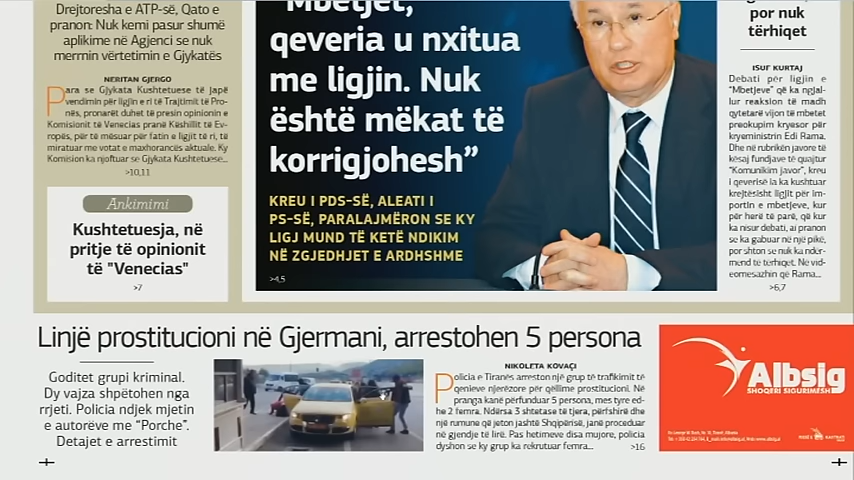 Drejtoresha e ATP-së, Qato e
pranon: Nuk kemi pasur shumë
aplikime në Agjenci se nuk
merrnin vërtetimin e Gjykatës
NERITAN GJERGO
Para se Gjykata Kushtetuese të japë
vendimin për ligjin e ri të Trajtimit të Pro-
nës, pronarët duhet të presin opinionin e
Komisionit të Venecias pranë Këshillit të Ev-
ropës, për të mësuar për fatin e ligjit të ri, të
miratuar me votat e maxhorancës aktuale. Ky
Komision ka njoftuar se Gjykata Kushtetuese...
>10,11
Ankimimi
Kushtetuesja, në
pritje të opinionit
të "Venecias"
>7
"Mbetjet,
qeveria u nxitua
me ligjin. Nuk
është mëkat të
korrigjohesh”
KREU I PDS-SË, ALEATI I
PS-SË, PARALAJMËRON SE KY
LIGJ MUND TË KETË NDIKIM
NË ZGJEDHJET E ARDHSHME
>4,5
por nuk
tërhiqet
ISUF KURTAJ
Debati për ligjin e
“Mbetjeve” që ka ngjal-
lur reaksion të madh
qytetarë vijon të mbetet
preokupim kryesor për
kryeministrin Edi Rama.
Dhe në rubrikën javore të
kësaj fundjave të quajtur
“Komunikim javor”, kreu
i qeverisë ia ka kushtuar
krejtësisht ligjit për im-
portin e mbetjeve, kur
për herë të parë, që kur
ka nisur debati, ai pranon
se ka gabuar në një pikë,
por shton se nuk ka ndër-
mend të tërhiqet. Në vid-
eomesazhin që Rama...
>6,7
Linjë prostitucioni në Gjermani, arrestohen 5 persona
Goditet grupi kriminal.
Dy vajza shpëtohen nga
rrjeti. Policia ndjek mjetin
e autorëve me “Porche”.
Detajet e arrestimit
NIKOLETA KOVAÇI
Policia e Tiranës arreston një grup të trafikimit të
qenieve njerëzore për qëllime prostitucioni. Në
pranga kanë përfunduar 5 persona, mes tyre ed-
he 2 femra. Ndërsa 3 shtetase të tjera, përfshirë dhe
një rumune që jeton jashtë Shqipërisë, janë proceduar
në gjendje të lirë. Pas hetimeve disa mujore, policia
dyshon se ky grup ka rekrutuar femra...
>16
Albsig
SHOQËRI SIGURIMESH